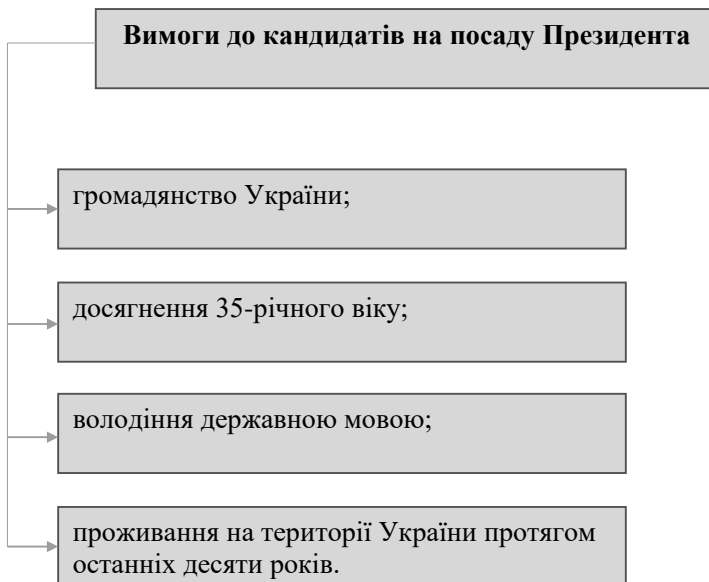 Вимоги до кандидатів на посаду Президента
громадянство України;
досягнення 35-річного віку;
володіння державною мовою;
проживання на території України протягом
останніх десяти років.